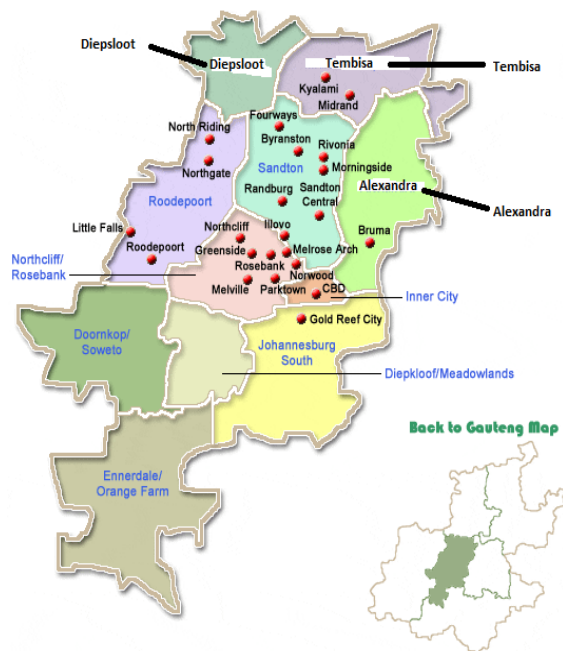 Diepsloot
Diepsloot
Tembisa
Tembisa
Kyalami
Midrand
North Riding
Fourways
Byranston
Rivonia
Northgate
Sandton
Morningside
Alexandra
Roodepoort
Randburg
Sandton
Central
Alexandra
Little Falls
Northcliff
Illovo
Bruma
Roodepoort
Greenside
Melrose Arch
Northcliff/
Rosebank
Rosebank
Norwood
Melville
Parktown
CBD
Inner City
Gold Reef City
Doornkop/
Soweto
Johannesburg
South
Diepkloof/Meadowlands
Back to Gauteng Map
Ennerdale/
Orange Farm